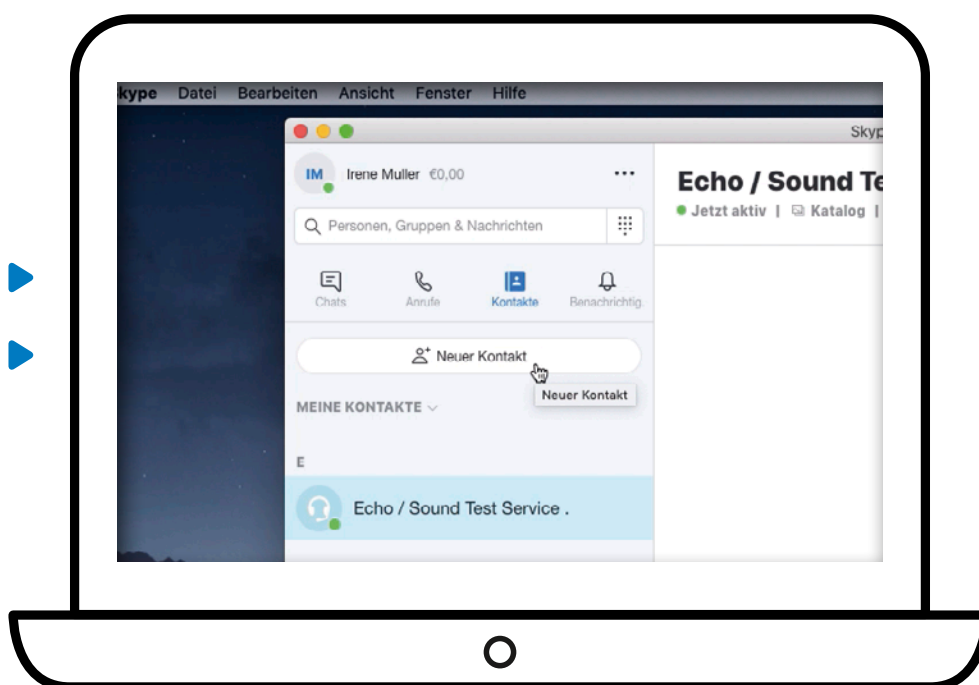 kype Datei Bearbeiten Ansicht Fenster Hilfe
Skyp
IM Irene Muller €0,00
Echo / Sound Te
Jetzt aktiv | Katalog |
Personen, Gruppen & Nachrichten
Chats Anrufe Kontakte Benachrichtig.
Neuer Kontakt
Neuer Kontakt
MEINE KONTAKTE
E
Echo / Sound Test Service .